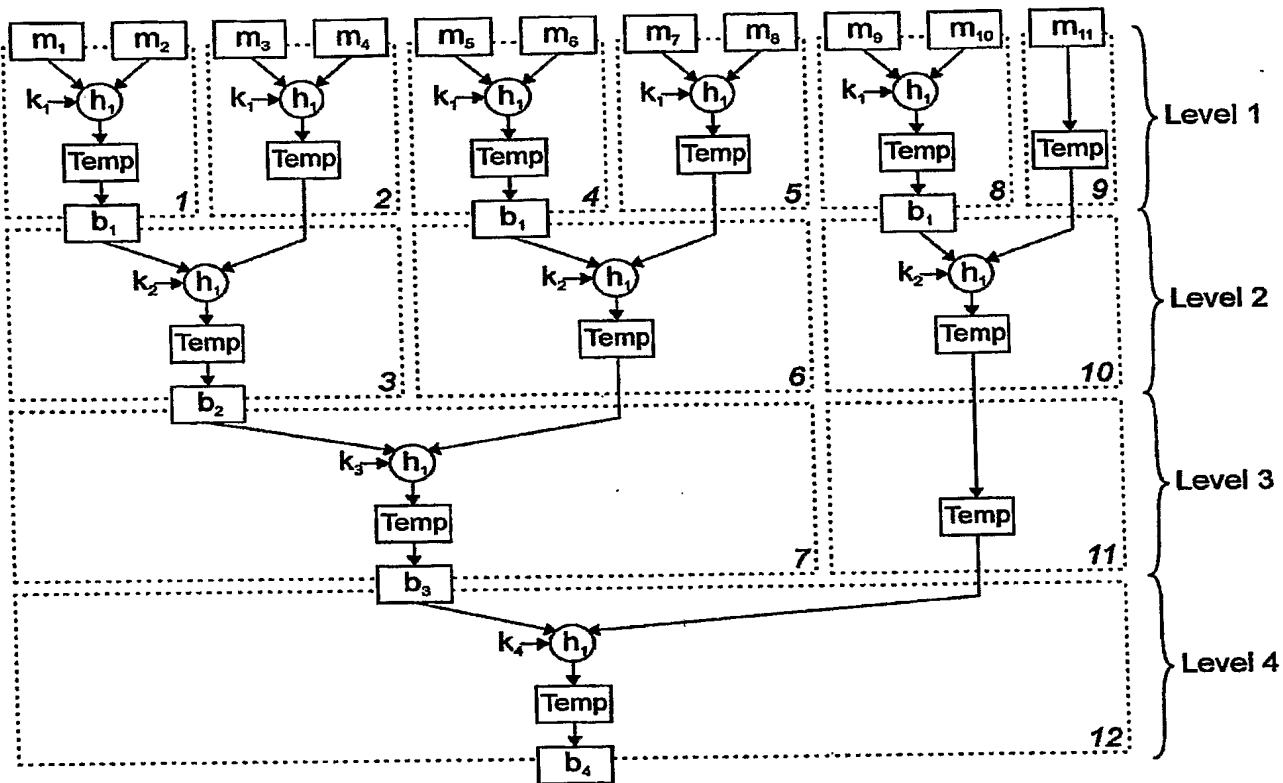 m₁ m₂ m₃ m₄ m₅ m₆ m₇ m₈ m₉ m₁₀ m₁₁
k₁ h₁ k₁ h₁ k₁ h₁ k₁ h₁ k₁ h₁ Level 1
Temp Temp Temp Temp Temp Temp
1 2 4 5 8 9
b₁ b₁ b₁
k₂ h₁ k₂ h₁ k₂ h₁ Level 2
Temp Temp Temp
3 6 10
b₂
k₃ h₁ Level 3
Temp Temp
7 11
b₃
k₄ h₁ Level 4
Temp
12
b₄